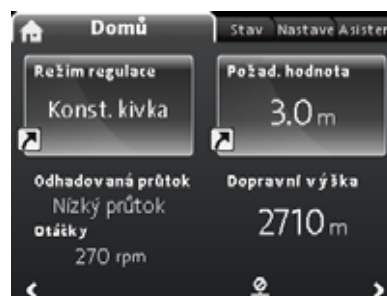 Domů
Stav
Nastave
Asister
Režim regulace
Konst. kivka
Požad. hodnota
3.0 m
Odhadovaná průtok
Nízký průtok
Otáčky
270 rpm
Dopravní výška
2710 m